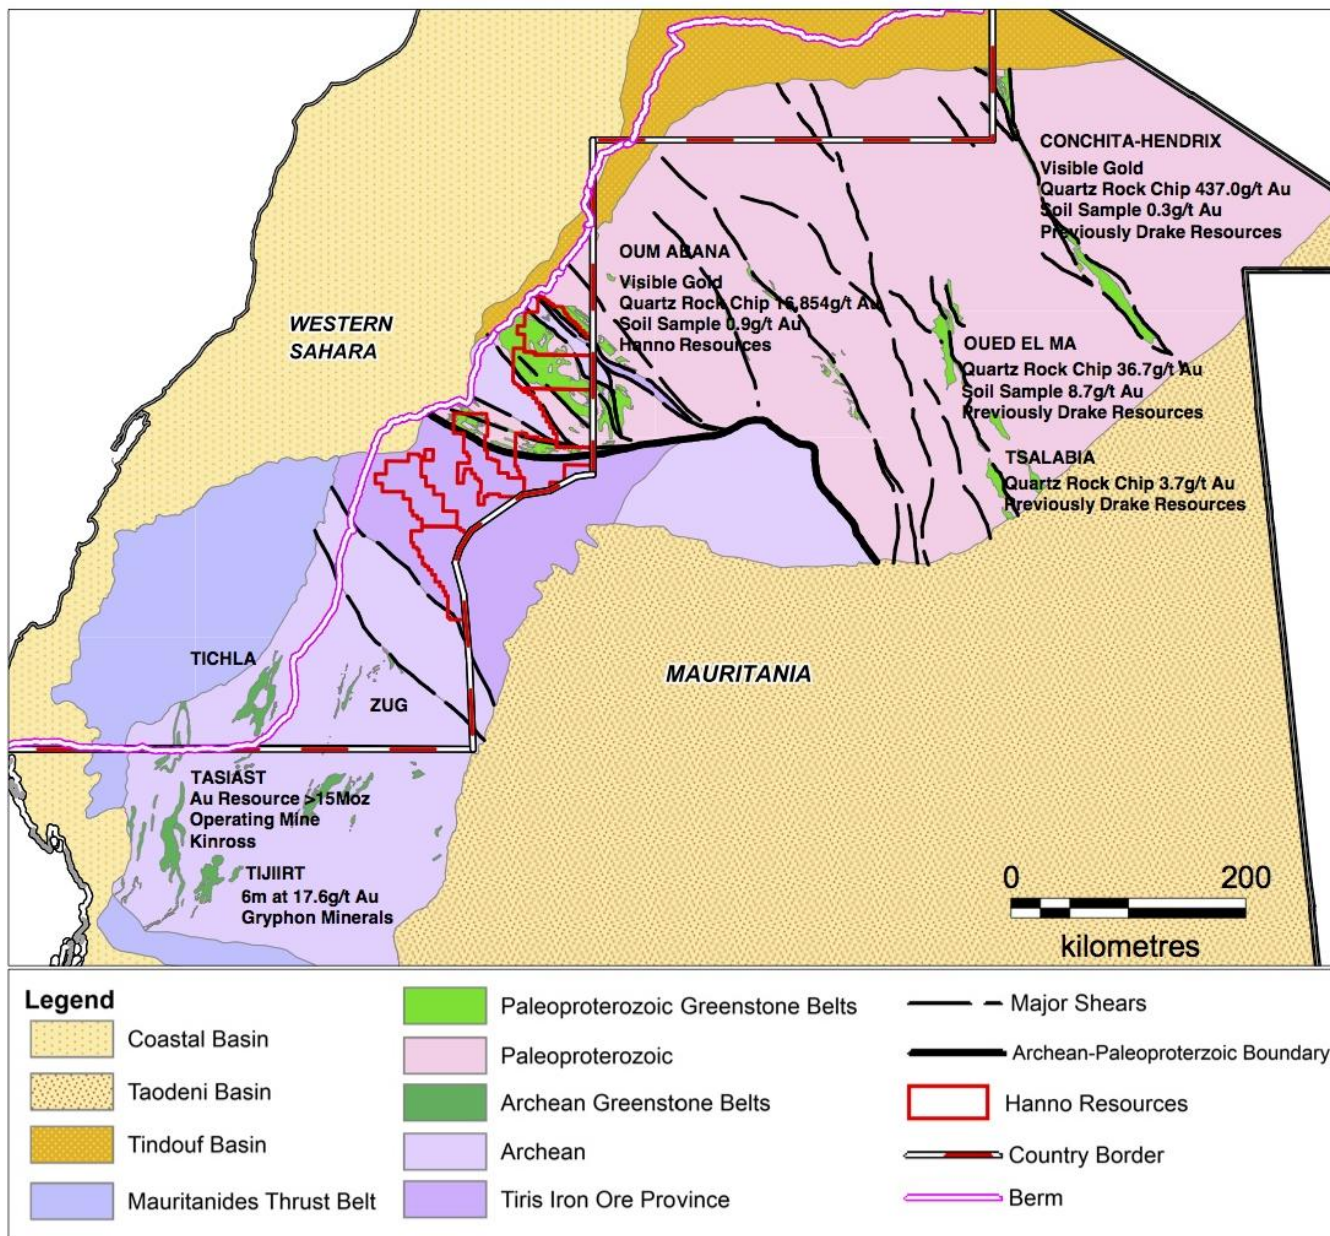 CONCHITA-HENDRIX
Visible Gold
Quartz Rock Chip 437.0g/t Au
Soil Sample 0.3g/t Au
Previously Drake Resources
OUM ABANA
Visible Gold
Quartz Rock Chip 16,854g/t Au
Soil Sample 0.9g/t Au
Hanno Resources
WESTERN
SAHARA
OUED EL MA
Quartz Rock Chip 36.7g/t Au
Soil Sample 8.7g/t Au
Previously Drake Resources
TSALABIA
Quartz Rock Chip 3.7g/t Au
Previously Drake Resources
TICHLA
ZUG
MAURITANIA
TASIAST
Au Resource >15Moz
Operating Mine
Kinross
TIJIIRT
6m at 17.6g/t Au
Gryphon Minerals
0 200
kilometres
Legend
Coastal Basin
Taodeni Basin
Tindouf Basin
Mauritanides Thrust Belt
Paleoproterozoic Greenstone Belts
Paleoproterozoic
Archean Greenstone Belts
Archean
Tiris Iron Ore Province
Major Shears
Archean-Paleoproterzoic Boundary
Hanno Resources
Country Border
Berm